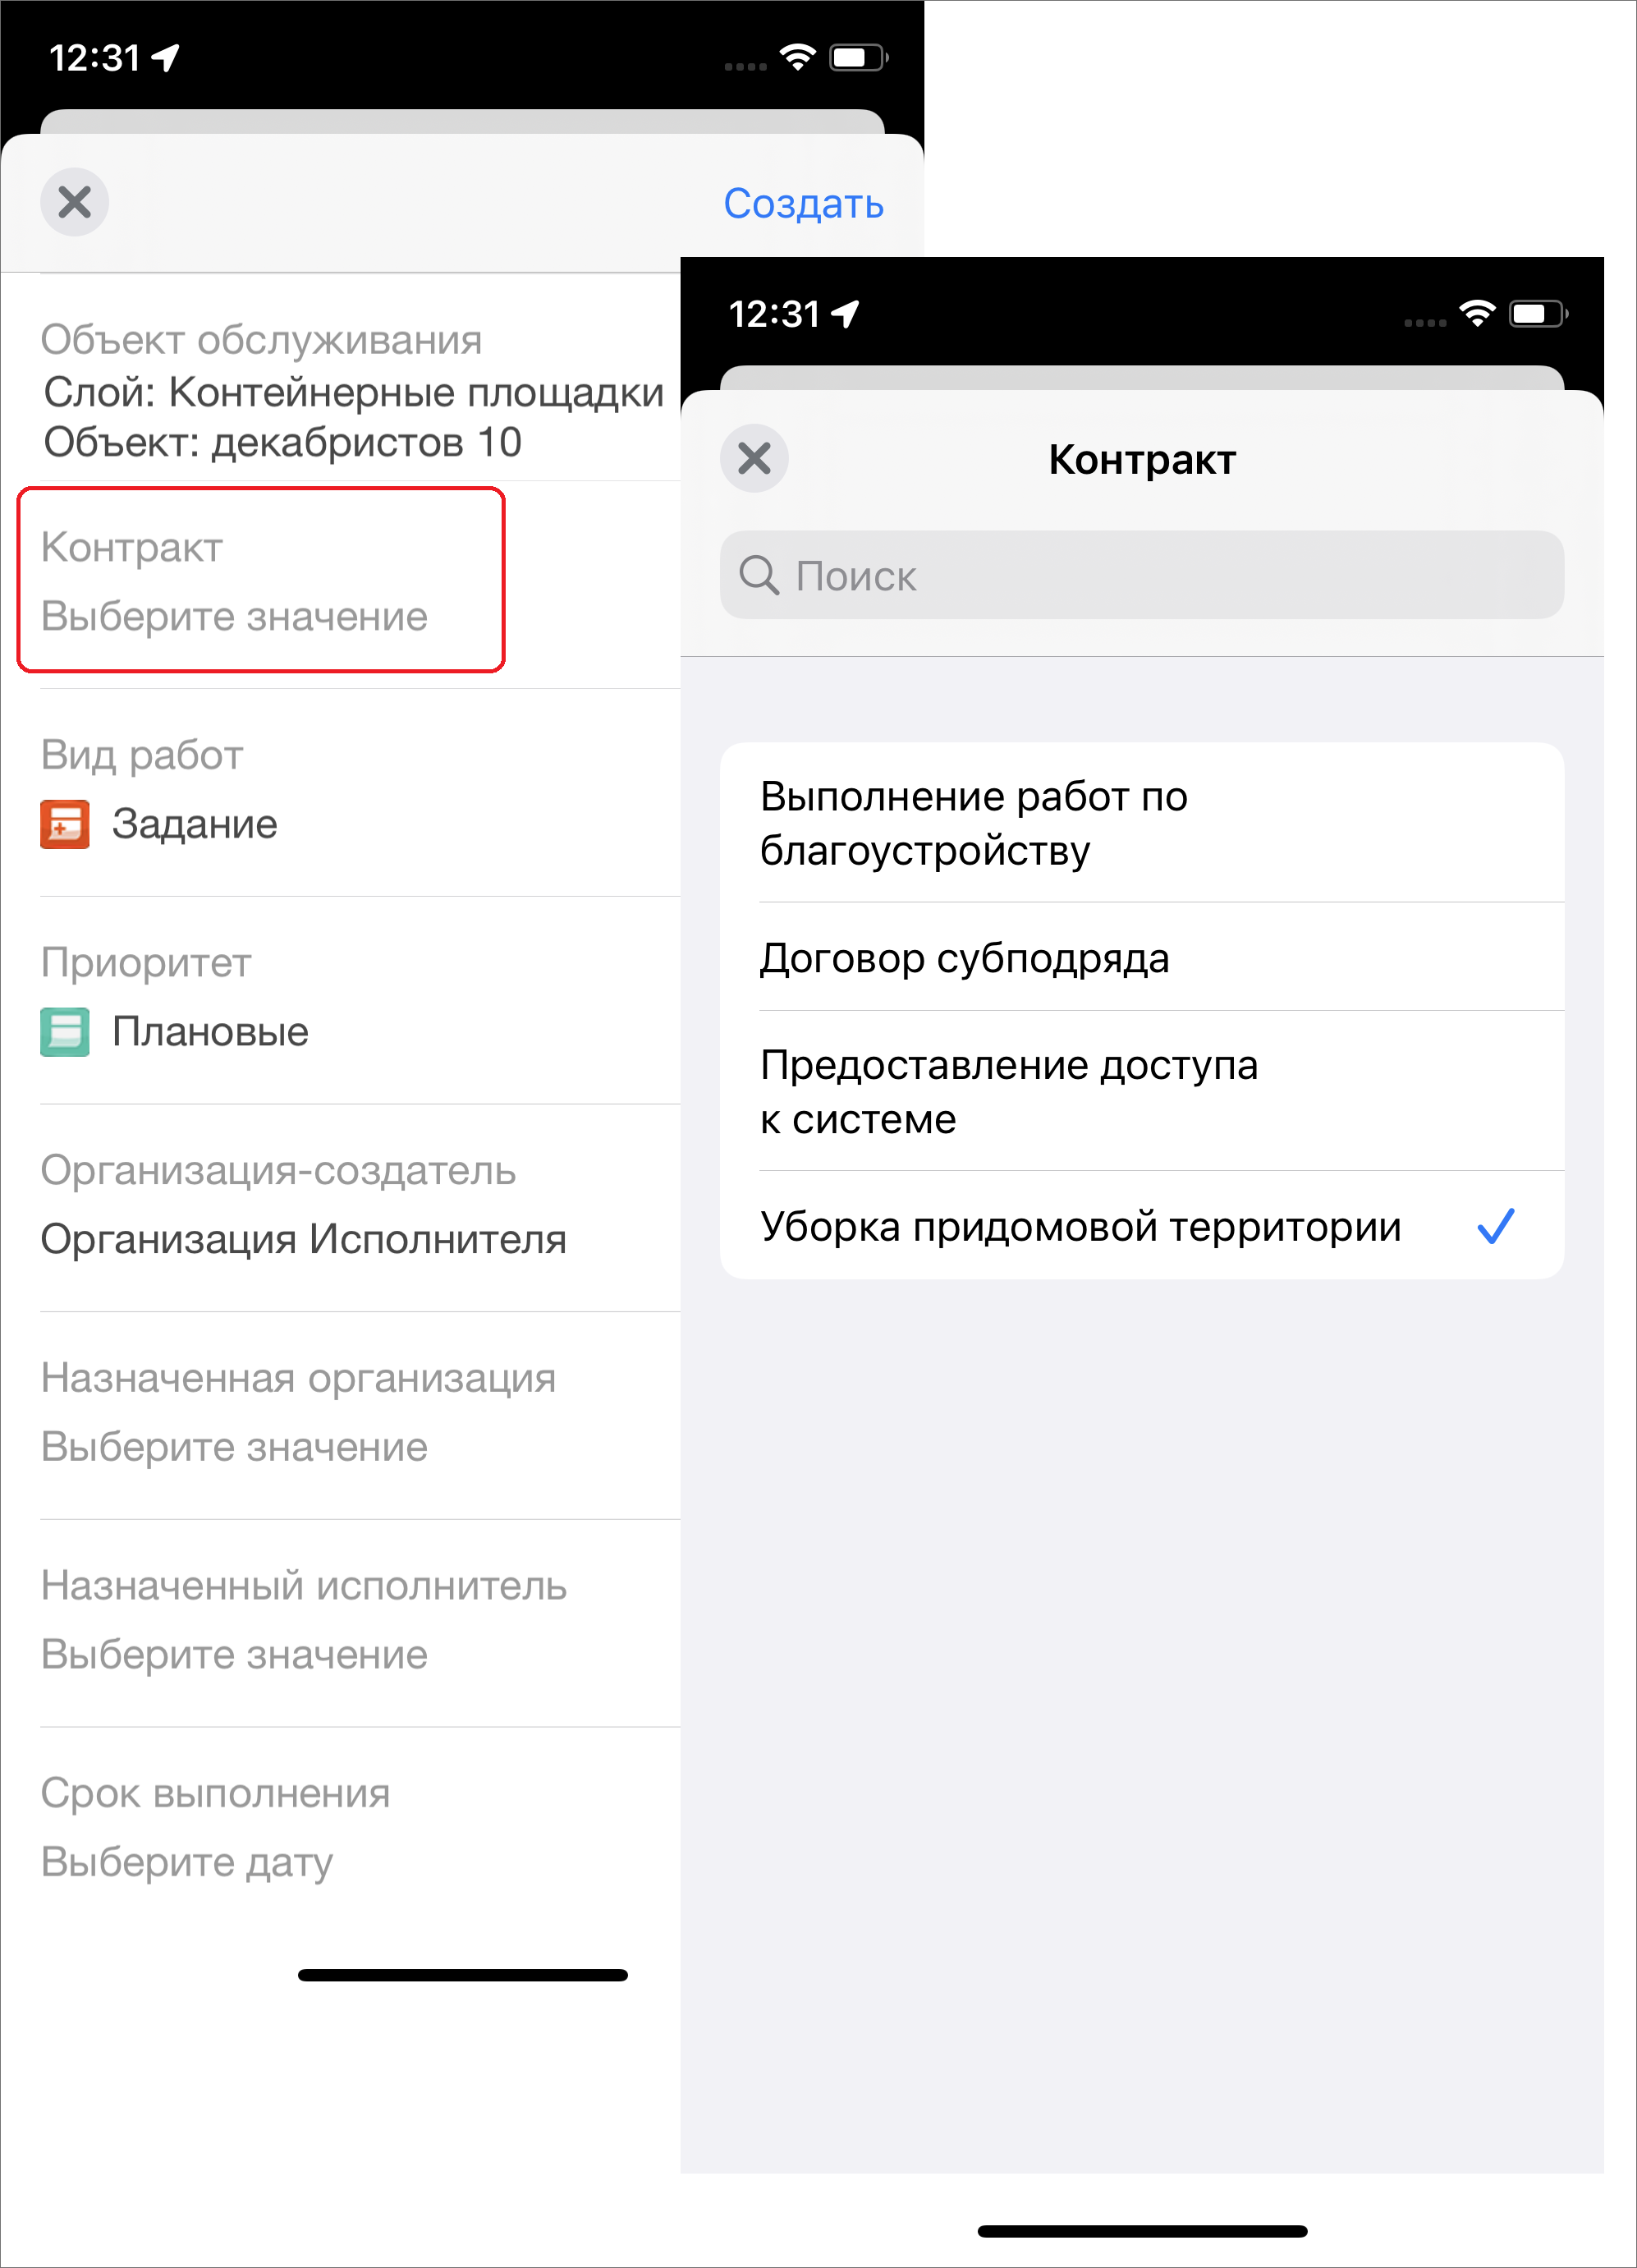 12:31
Создать
Объект обслуживания
Слой: Контейнерные площадки
Объект: декабристов 10
Контракт
Выберите значение
Вид работ
Задание
Приоритет
Плановые
Организация-создатель
Организация Исполнителя
Назначенная организация
Выберите значение
Назначенный исполнитель
Выберите значение
Срок выполнения
Выберите дату
12:31
Контракт
Поиск
Выполнение работ по
благоустройству
Договор субподряда
Предоставление доступа
к системе
Уборка придомовой территории